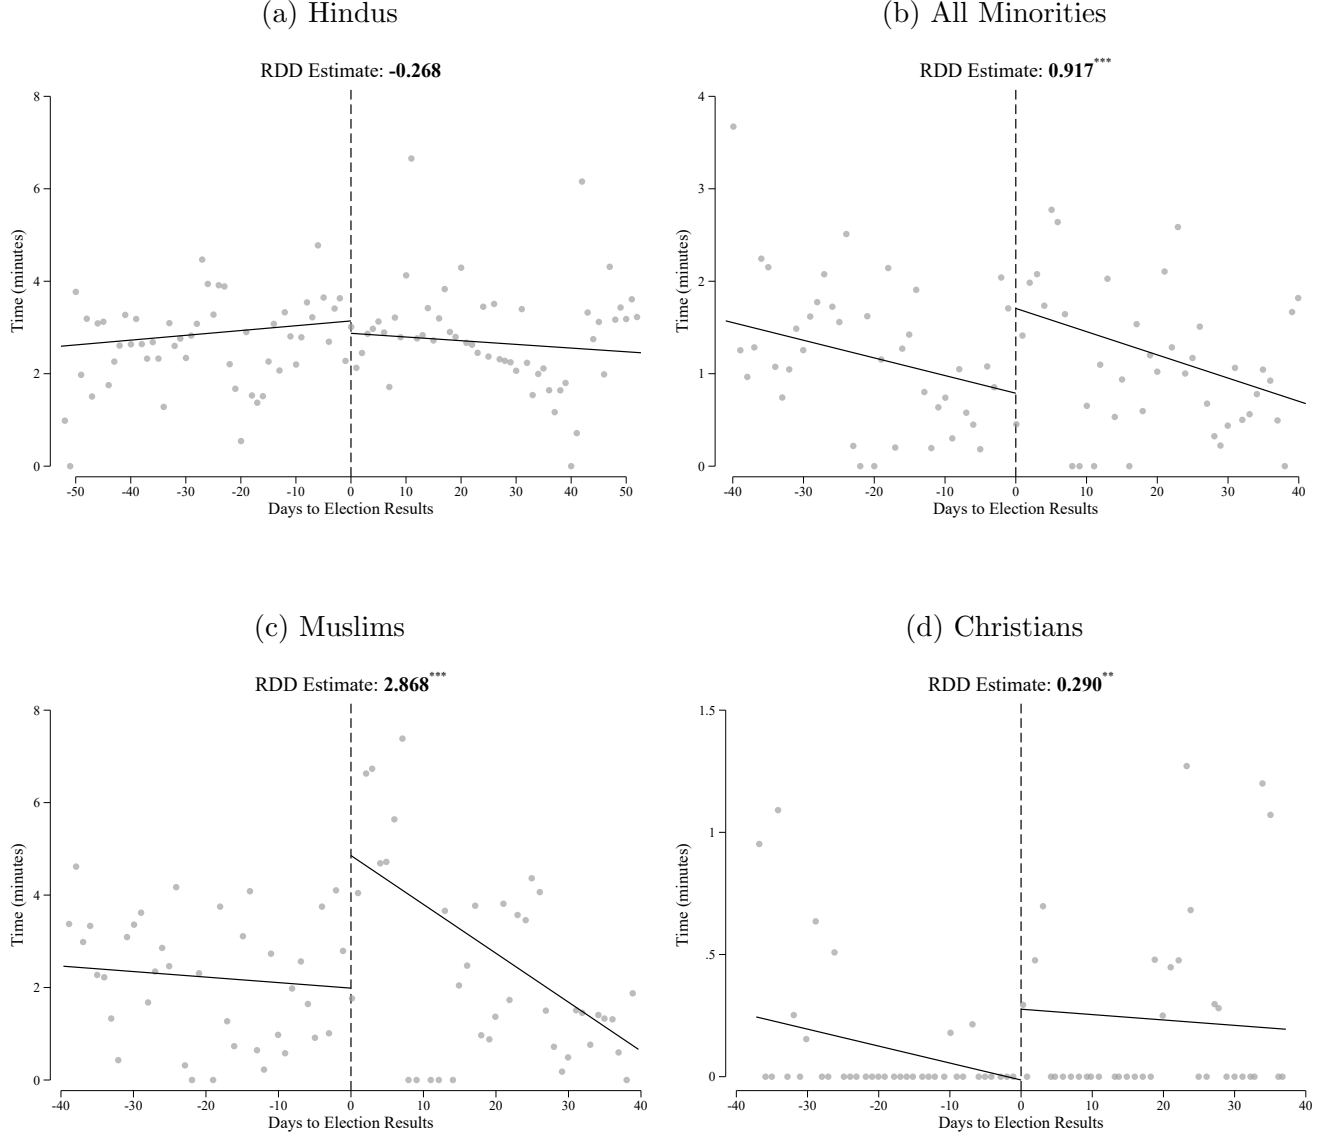 (a) Hindus
RDD Estimate: -0.268
8
6
4
2
0
Time (minutes)
-50 -40 -30 -20 -10 0 10 20 30 40 50
Days to Election Results
(b) All Minorities
RDD Estimate: 0.917***
4
3
2
1
0
Time (minutes)
-40 -30 -20 -10 0 10 20 30 40
Days to Election Results
(c) Muslims
RDD Estimate: 2.868***
8
6
4
2
0
Time (minutes)
-40 -30 -20 -10 0 10 20 30 40
Days to Election Results
(d) Christians
RDD Estimate: 0.290**
1.5
1
.5
0
Time (minutes)
-40 -30 -20 -10 0 10 20 30 40
Days to Election Results